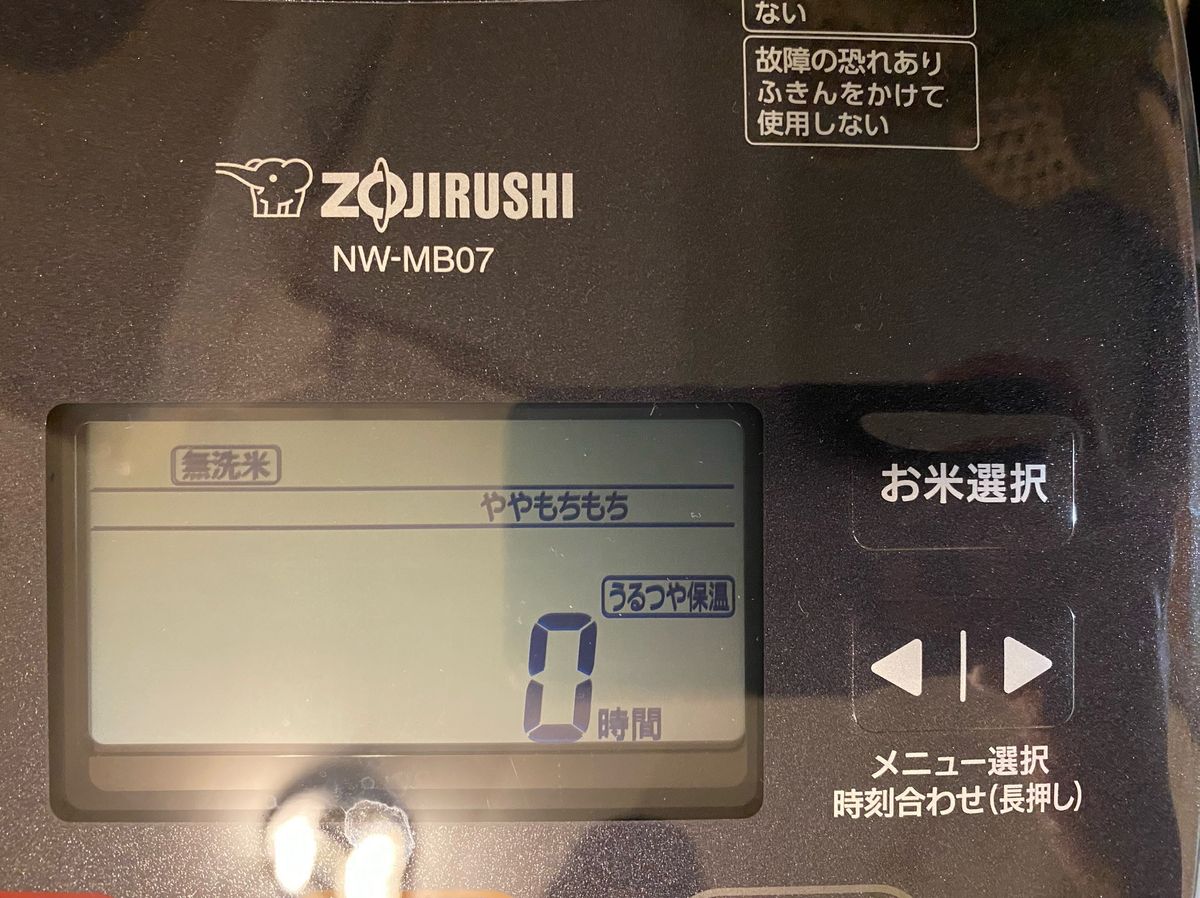 ない
故障の恐れあり
ふきんをかけて
使用しない
ZOJIRUSHI
NW-MB07
無洗米
ややもちもち
うるつや保温
0時間
お米選択
メニュー選択
時刻合わせ(長押し)